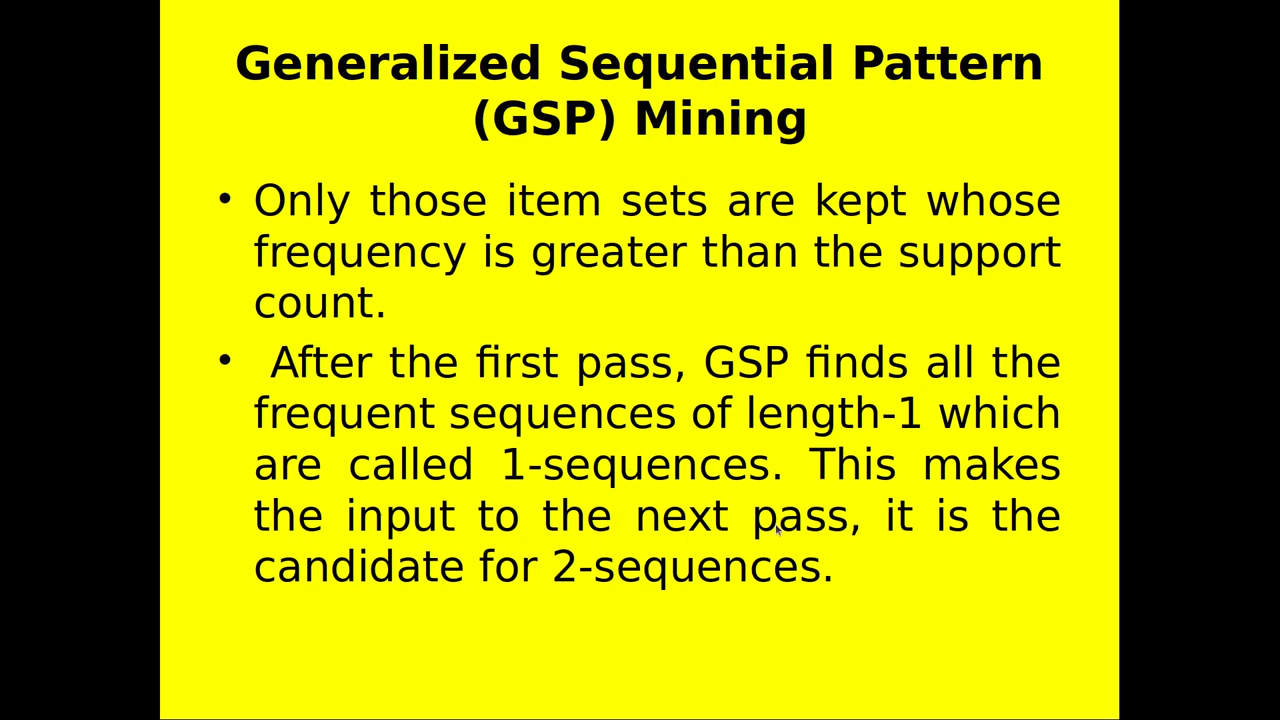 Generalized Sequential Pattern
(GSP) Mining
• Only those item sets are kept whose
frequency is greater than the support
count.
• After the first pass, GSP finds all the
frequent sequences of length-1 which
are called 1-sequences. This makes
the input to the next pass, it is the
candidate for 2-sequences.